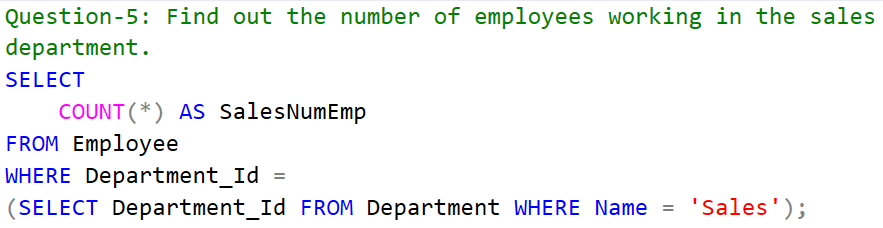 Question-5: Find out the number of employees working in the sales
department.
SELECT
COUNT(*) AS SalesNumEmp
FROM Employee
WHERE Department_Id =
(SELECT Department_Id FROM Department WHERE Name = 'Sales');